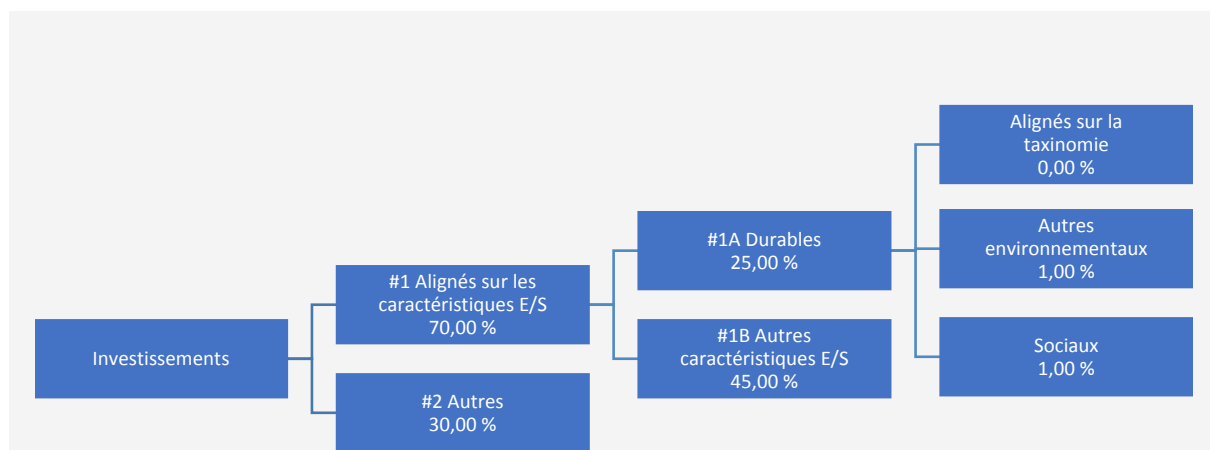 Investissements
#1 Alignés sur les
caractéristiques E/S
70,00 %
#2 Autres
30,00 %
#1A Durables
25,00 %
#1B Autres
caractéristiques E/S
45,00 %
Alignés sur la
taxinomie
0,00 %
Autres
environnementaux
1,00 %
Sociaux
1,00 %